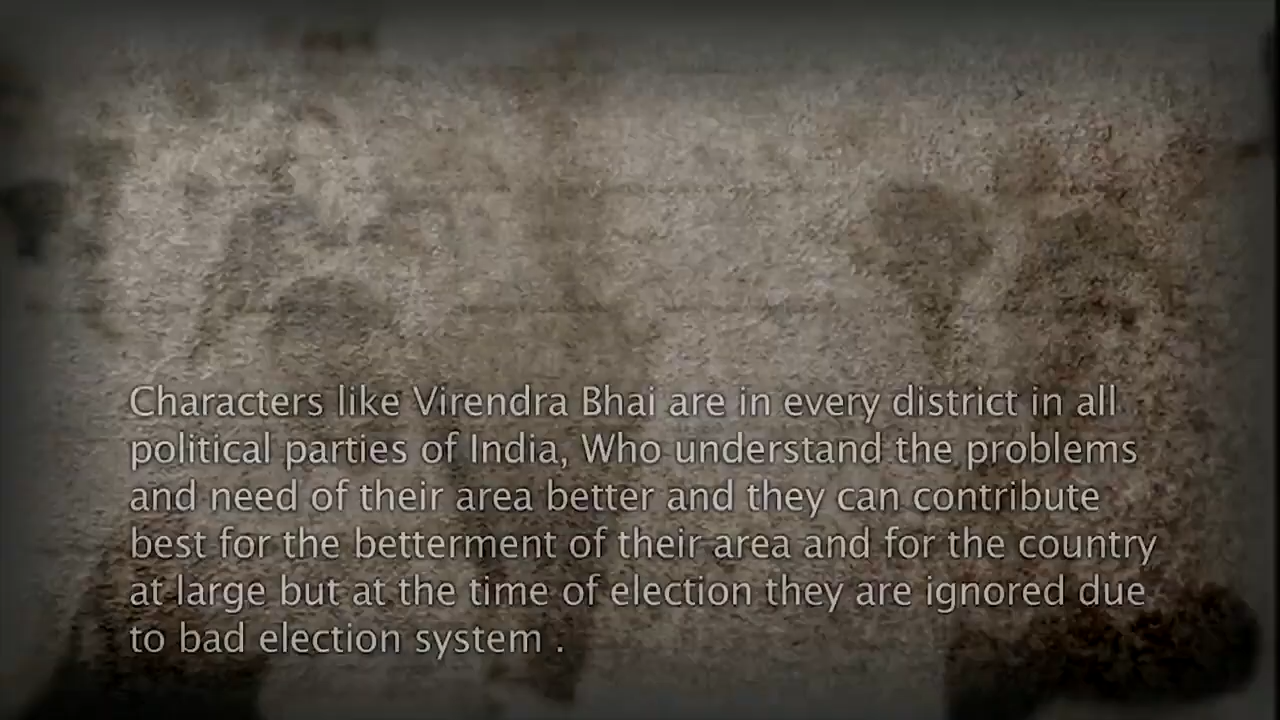 Characters like Virendra Bhai are in every district in all
political parties of India, Who understand the problems
and need of their area better and they can contribute
best for the betterment of their area and for the country
at large but at the time of election they are ignored due
to bad election system .